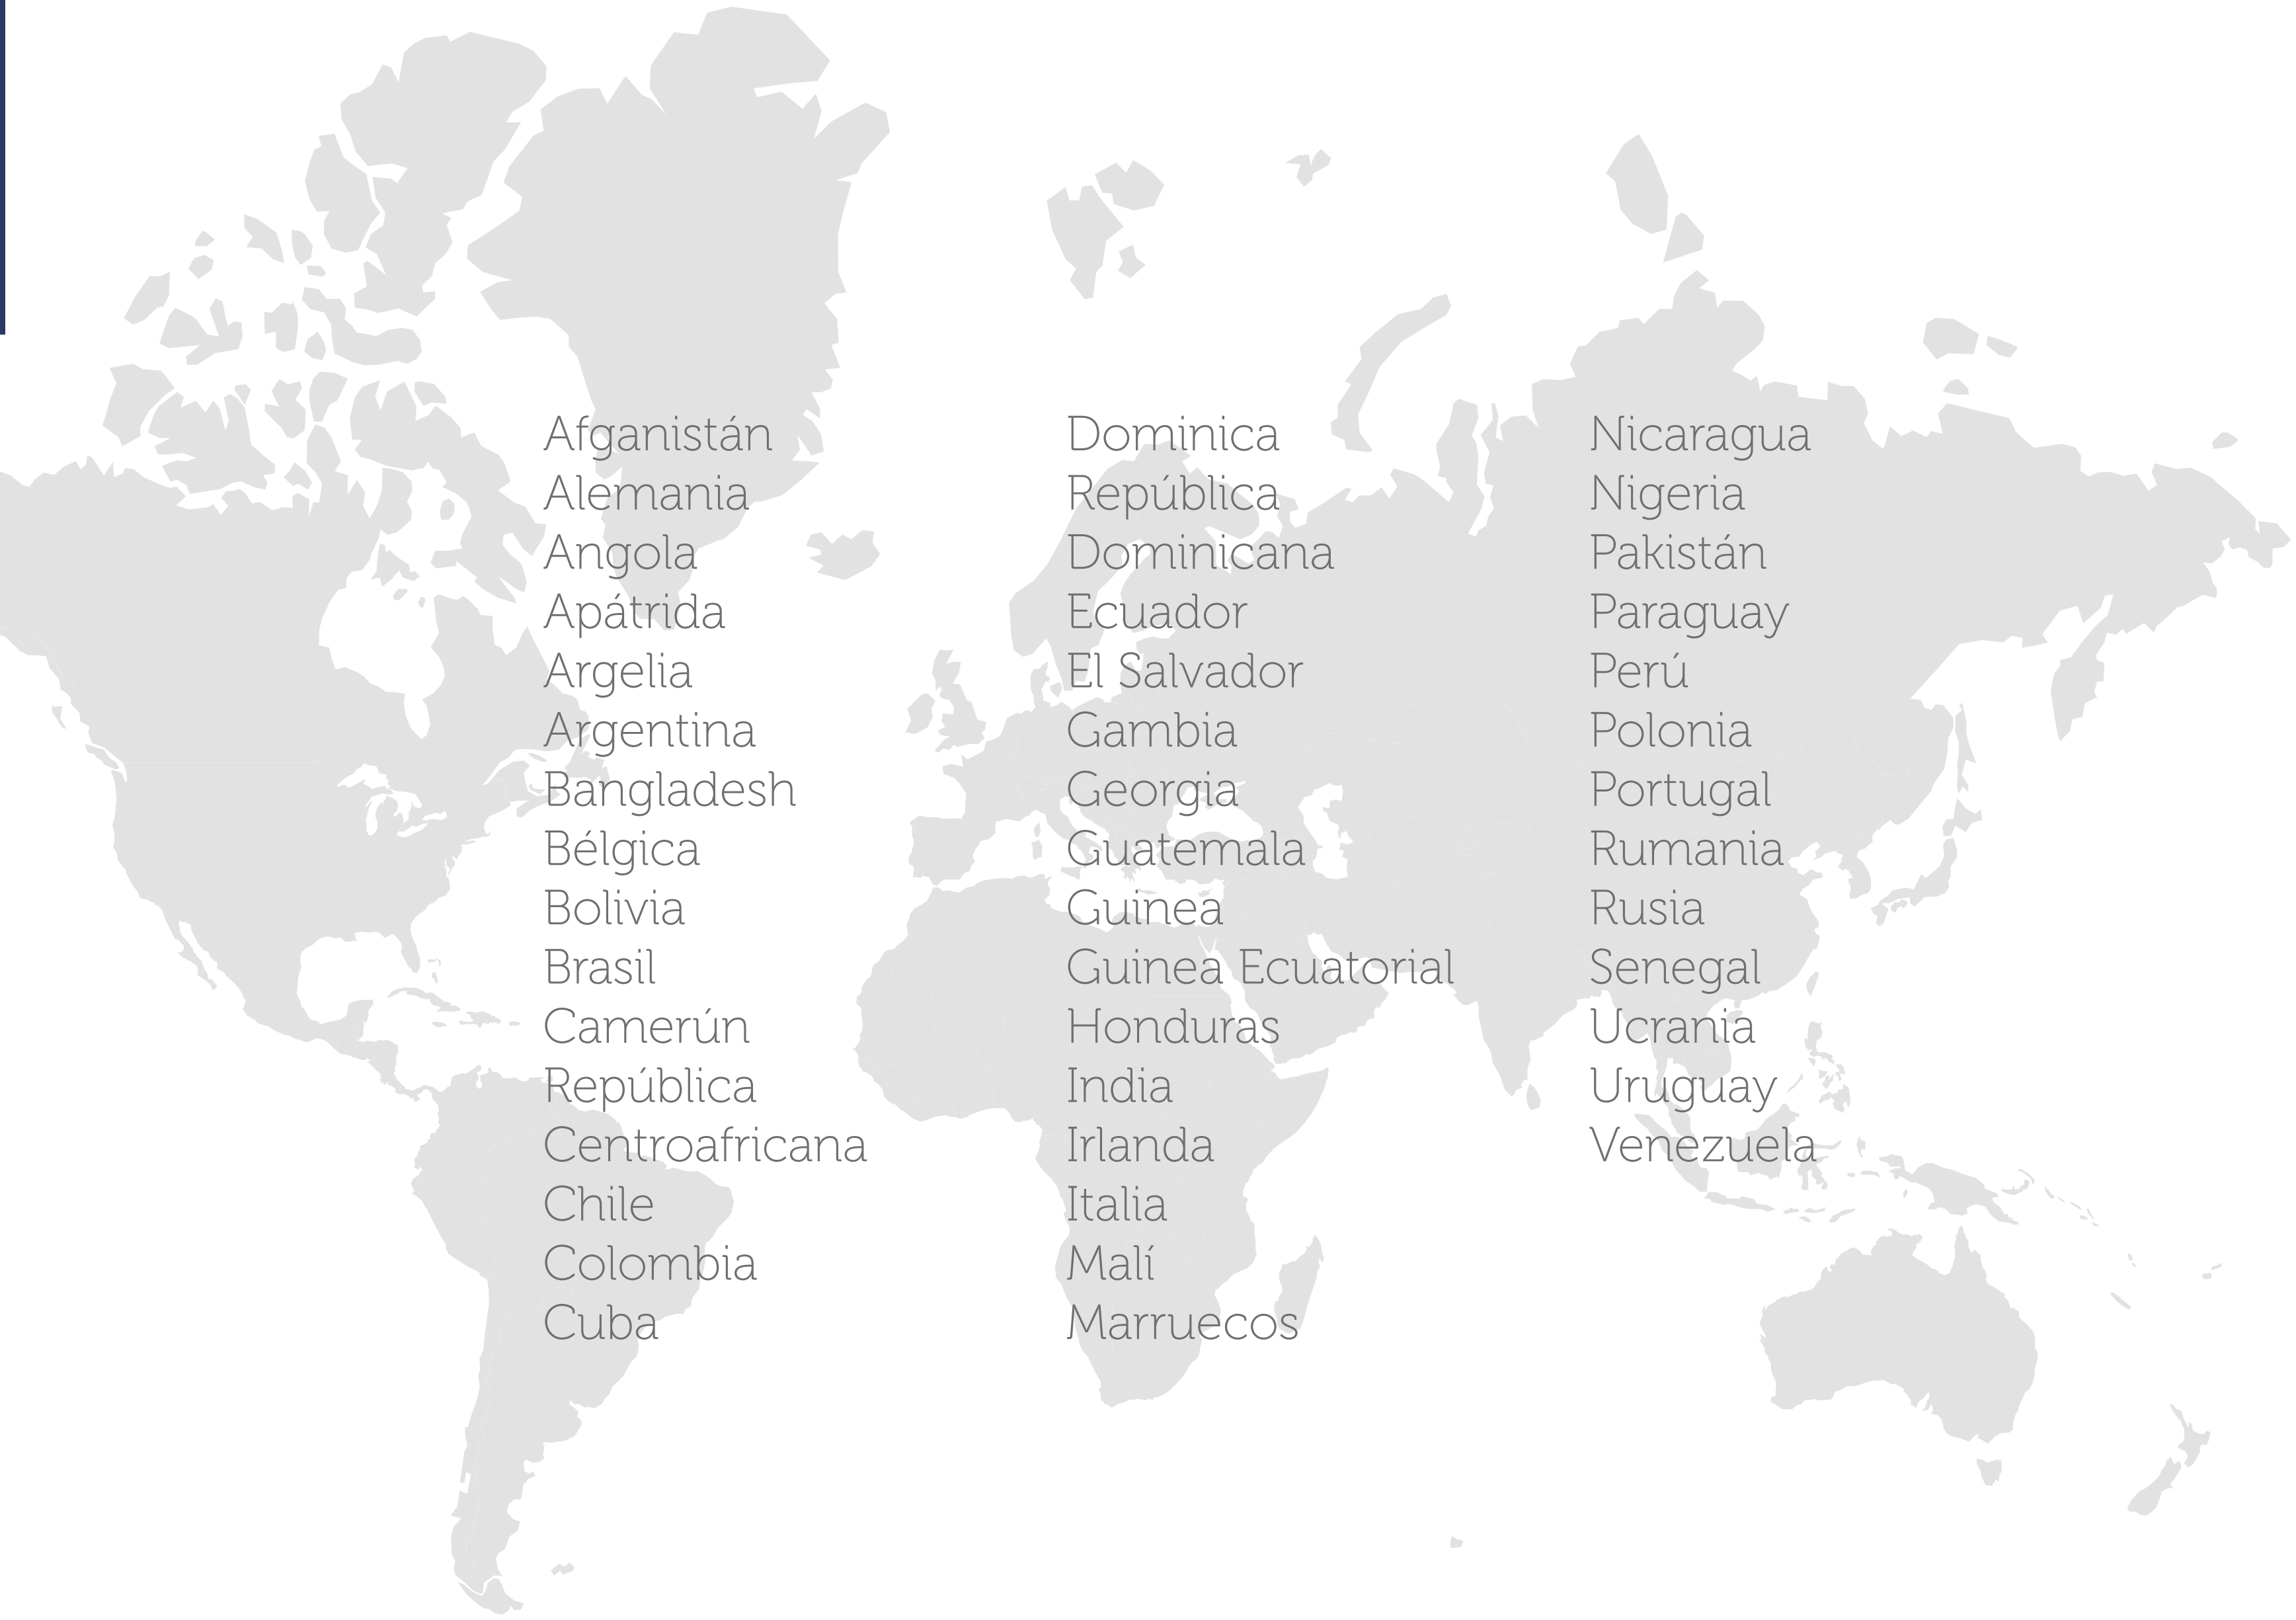 Afganistán
Alemania
Angola
Apátrida
Argelia
Argentina
Bangladesh
Bélgica
Bolivia
Brasil
Camerún
República
Centroafricana
Chile
Colombia
Cuba
Dominica
República
Dominicana
Ecuador
El Salvador
Gambia
Georgia
Guatemala
Guinea
Guinea Ecuatorial
Honduras
India
Irlanda
Italia
Malí
Marruecos
Nicaragua
Nigeria
Pakistán
Paraguay
Perú
Polonia
Portugal
Rumania
Rusia
Senegal
Ucrania
Uruguay
Venezuela